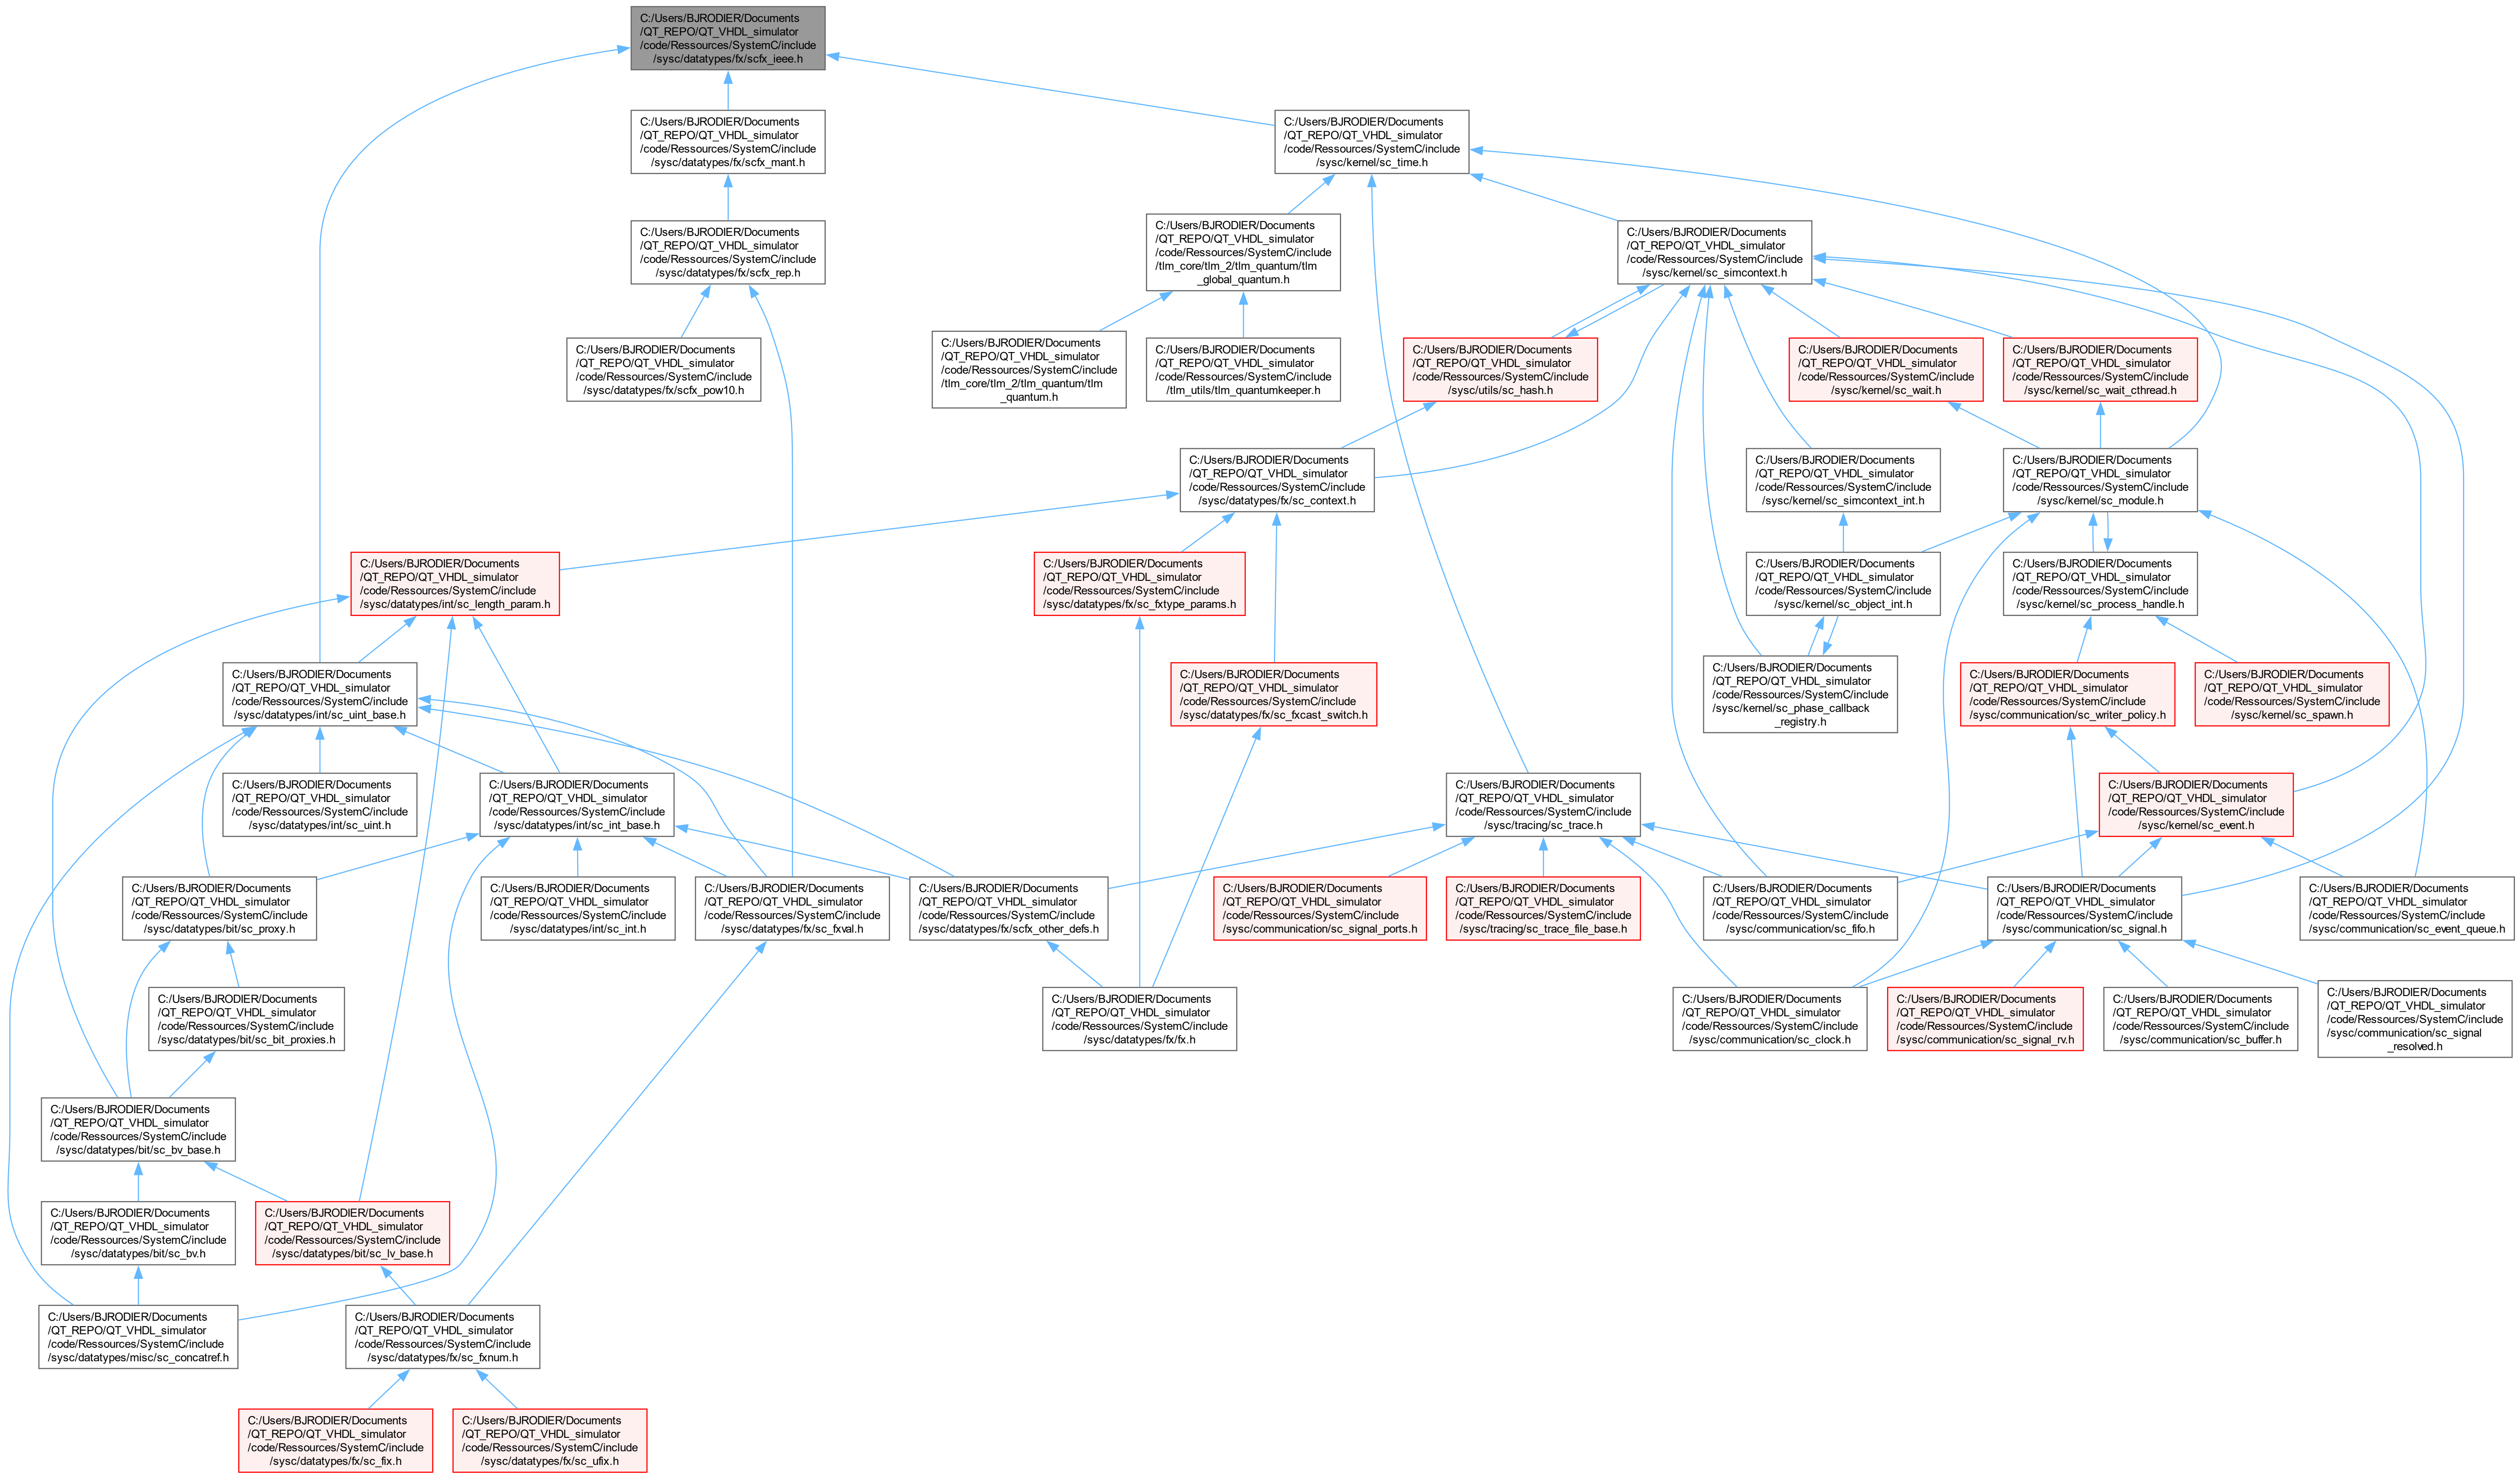 C:/Users/BJRODIER/Documents
/QT_REPO/QT_VHDL_simulator
/code/Ressources/SystemC/include
/sysc/datatypes/fx/scfx_ieee.h
C:/Users/BJRODIER/Documents
/QT_REPO/QT_VHDL_simulator
/code/Ressources/SystemC/include
/sysc/datatypes/fx/scfx_mant.h
C:/Users/BJRODIER/Documents
/QT_REPO/QT_VHDL_simulator
/code/Ressources/SystemC/include
/sysc/kernel/sc_time.h
C:/Users/BJRODIER/Documents
/QT_REPO/QT_VHDL_simulator
/code/Ressources/SystemC/include
/sysc/datatypes/fx/scfx_rep.h
C:/Users/BJRODIER/Documents
/QT_REPO/QT_VHDL_simulator
/code/Ressources/SystemC/include
/tlm_core/tlm_2/tlm_quantum/tlm
_global_quantum.h
C:/Users/BJRODIER/Documents
/QT_REPO/QT_VHDL_simulator
/code/Ressources/SystemC/include
/sysc/kernel/sc_simcontext.h
C:/Users/BJRODIER/Documents
/QT_REPO/QT_VHDL_simulator
/code/Ressources/SystemC/include
/sysc/datatypes/fx/scfx_pow10.h
C:/Users/BJRODIER/Documents
/QT_REPO/QT_VHDL_simulator
/code/Ressources/SystemC/include
/tlm_core/tlm_2/tlm_quantum/tlm
_quantum.h
C:/Users/BJRODIER/Documents
/QT_REPO/QT_VHDL_simulator
/code/Ressources/SystemC/include
/tlm_utils/tlm_quantumkeeper.h
C:/Users/BJRODIER/Documents
/QT_REPO/QT_VHDL_simulator
/code/Ressources/SystemC/include
/sysc/utils/sc_hash.h
C:/Users/BJRODIER/Documents
/QT_REPO/QT_VHDL_simulator
/code/Ressources/SystemC/include
/sysc/kernel/sc_wait.h
C:/Users/BJRODIER/Documents
/QT_REPO/QT_VHDL_simulator
/code/Ressources/SystemC/include
/sysc/kernel/sc_wait_cthread.h
C:/Users/BJRODIER/Documents
/QT_REPO/QT_VHDL_simulator
/code/Ressources/SystemC/include
/sysc/datatypes/fx/sc_context.h
C:/Users/BJRODIER/Documents
/QT_REPO/QT_VHDL_simulator
/code/Ressources/SystemC/include
/sysc/kernel/sc_simcontext_int.h
C:/Users/BJRODIER/Documents
/QT_REPO/QT_VHDL_simulator
/code/Ressources/SystemC/include
/sysc/kernel/sc_module.h
C:/Users/BJRODIER/Documents
/QT_REPO/QT_VHDL_simulator
/code/Ressources/SystemC/include
/sysc/datatypes/int/sc_length_param.h
C:/Users/BJRODIER/Documents
/QT_REPO/QT_VHDL_simulator
/code/Ressources/SystemC/include
/sysc/datatypes/fx/sc_fxtype_params.h
C:/Users/BJRODIER/Documents
/QT_REPO/QT_VHDL_simulator
/code/Ressources/SystemC/include
/sysc/kernel/sc_object_int.h
C:/Users/BJRODIER/Documents
/QT_REPO/QT_VHDL_simulator
/code/Ressources/SystemC/include
/sysc/kernel/sc_process_handle.h
C:/Users/BJRODIER/Documents
/QT_REPO/QT_VHDL_simulator
/code/Ressources/SystemC/include
/sysc/datatypes/int/sc_uint_base.h
C:/Users/BJRODIER/Documents
/QT_REPO/QT_VHDL_simulator
/code/Ressources/SystemC/include
/sysc/datatypes/fx/sc_fxcast_switch.h
C:/Users/BJRODIER/Documents
/QT_REPO/QT_VHDL_simulator
/code/Ressources/SystemC/include
/sysc/kernel/sc_phase_callback
_registry.h
C:/Users/BJRODIER/Documents
/QT_REPO/QT_VHDL_simulator
/code/Ressources/SystemC/include
/sysc/communication/sc_writer_policy.h
C:/Users/BJRODIER/Documents
/QT_REPO/QT_VHDL_simulator
/code/Ressources/SystemC/include
/sysc/kernel/sc_spawn.h
C:/Users/BJRODIER/Documents
/QT_REPO/QT_VHDL_simulator
/code/Ressources/SystemC/include
/sysc/datatypes/int/sc_uint.h
C:/Users/BJRODIER/Documents
/QT_REPO/QT_VHDL_simulator
/code/Ressources/SystemC/include
/sysc/datatypes/int/sc_int_base.h
C:/Users/BJRODIER/Documents
/QT_REPO/QT_VHDL_simulator
/code/Ressources/SystemC/include
/sysc/tracing/sc_trace.h
C:/Users/BJRODIER/Documents
/QT_REPO/QT_VHDL_simulator
/code/Ressources/SystemC/include
/sysc/kernel/sc_event.h
C:/Users/BJRODIER/Documents
/QT_REPO/QT_VHDL_simulator
/code/Ressources/SystemC/include
/sysc/datatypes/bit/sc_proxy.h
C:/Users/BJRODIER/Documents
/QT_REPO/QT_VHDL_simulator
/code/Ressources/SystemC/include
/sysc/datatypes/int/sc_int.h
C:/Users/BJRODIER/Documents
/QT_REPO/QT_VHDL_simulator
/code/Ressources/SystemC/include
/sysc/datatypes/fx/sc_fxval.h
C:/Users/BJRODIER/Documents
/QT_REPO/QT_VHDL_simulator
/code/Ressources/SystemC/include
/sysc/datatypes/fx/scfx_other_defs.h
C:/Users/BJRODIER/Documents
/QT_REPO/QT_VHDL_simulator
/code/Ressources/SystemC/include
/sysc/communication/sc_signal_ports.h
C:/Users/BJRODIER/Documents
/QT_REPO/QT_VHDL_simulator
/code/Ressources/SystemC/include
/sysc/tracing/sc_trace_file_base.h
C:/Users/BJRODIER/Documents
/QT_REPO/QT_VHDL_simulator
/code/Ressources/SystemC/include
/sysc/communication/sc_fifo.h
C:/Users/BJRODIER/Documents
/QT_REPO/QT_VHDL_simulator
/code/Ressources/SystemC/include
/sysc/communication/sc_signal.h
C:/Users/BJRODIER/Documents
/QT_REPO/QT_VHDL_simulator
/code/Ressources/SystemC/include
/sysc/communication/sc_event_queue.h
C:/Users/BJRODIER/Documents
/QT_REPO/QT_VHDL_simulator
/code/Ressources/SystemC/include
/sysc/datatypes/bit/sc_bit_proxies.h
C:/Users/BJRODIER/Documents
/QT_REPO/QT_VHDL_simulator
/code/Ressources/SystemC/include
/sysc/datatypes/fx/fx.h
C:/Users/BJRODIER/Documents
/QT_REPO/QT_VHDL_simulator
/code/Ressources/SystemC/include
/sysc/communication/sc_clock.h
C:/Users/BJRODIER/Documents
/QT_REPO/QT_VHDL_simulator
/code/Ressources/SystemC/include
/sysc/communication/sc_signal_rv.h
C:/Users/BJRODIER/Documents
/QT_REPO/QT_VHDL_simulator
/code/Ressources/SystemC/include
/sysc/communication/sc_buffer.h
C:/Users/BJRODIER/Documents
/QT_REPO/QT_VHDL_simulator
/code/Ressources/SystemC/include
/sysc/communication/sc_signal
_resolved.h
C:/Users/BJRODIER/Documents
/QT_REPO/QT_VHDL_simulator
/code/Ressources/SystemC/include
/sysc/datatypes/bit/sc_bv_base.h
C:/Users/BJRODIER/Documents
/QT_REPO/QT_VHDL_simulator
/code/Ressources/SystemC/include
/sysc/datatypes/bit/sc_bv.h
C:/Users/BJRODIER/Documents
/QT_REPO/QT_VHDL_simulator
/code/Ressources/SystemC/include
/sysc/datatypes/bit/sc_lv_base.h
C:/Users/BJRODIER/Documents
/QT_REPO/QT_VHDL_simulator
/code/Ressources/SystemC/include
/sysc/datatypes/misc/sc_concatref.h
C:/Users/BJRODIER/Documents
/QT_REPO/QT_VHDL_simulator
/code/Ressources/SystemC/include
/sysc/datatypes/fx/sc_fxnum.h
C:/Users/BJRODIER/Documents
/QT_REPO/QT_VHDL_simulator
/code/Ressources/SystemC/include
/sysc/datatypes/fx/sc_fix.h
C:/Users/BJRODIER/Documents
/QT_REPO/QT_VHDL_simulator
/code/Ressources/SystemC/include
/sysc/datatypes/fx/sc_ufix.h